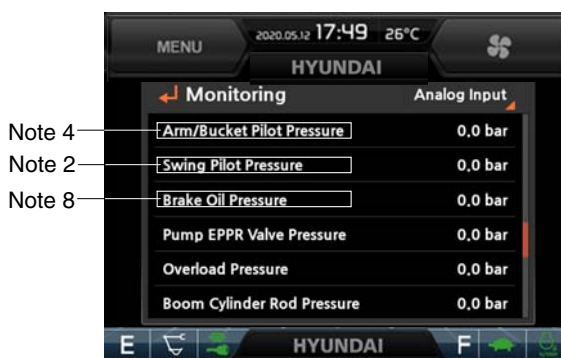 MENU
2020.05.12 17:49 26°C
HYUNDAI
Monitoring Analog Input
Note 4 Arm/Bucket Pilot Pressure 0.0 bar
Note 2 Swing Pilot Pressure 0.0 bar
Note 8 Brake Oil Pressure 0.0 bar
Pump EPPR Valve Pressure 0.0 bar
Overload Pressure 0.0 bar
Boom Cylinder Rod Pressure 0.0 bar
E HYUNDAI F